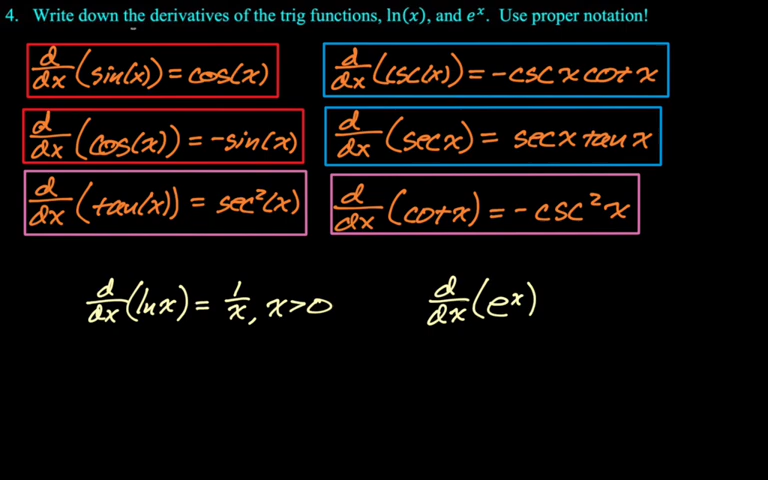 4. Write down the derivatives of the trig functions, ln(x), and eˣ. Use proper notation!
d/dx (sin(x)) = cos(x) d/dx (csc(x)) = -csc x cot x
d/dx (cos(x)) = -sin(x) d/dx (sec x) = sec x tan x
d/dx (tan(x)) = sec²(x) d/dx (cot x) = -csc² x
d/dx (ln x) = 1/x, x>0 d/dx (eˣ)